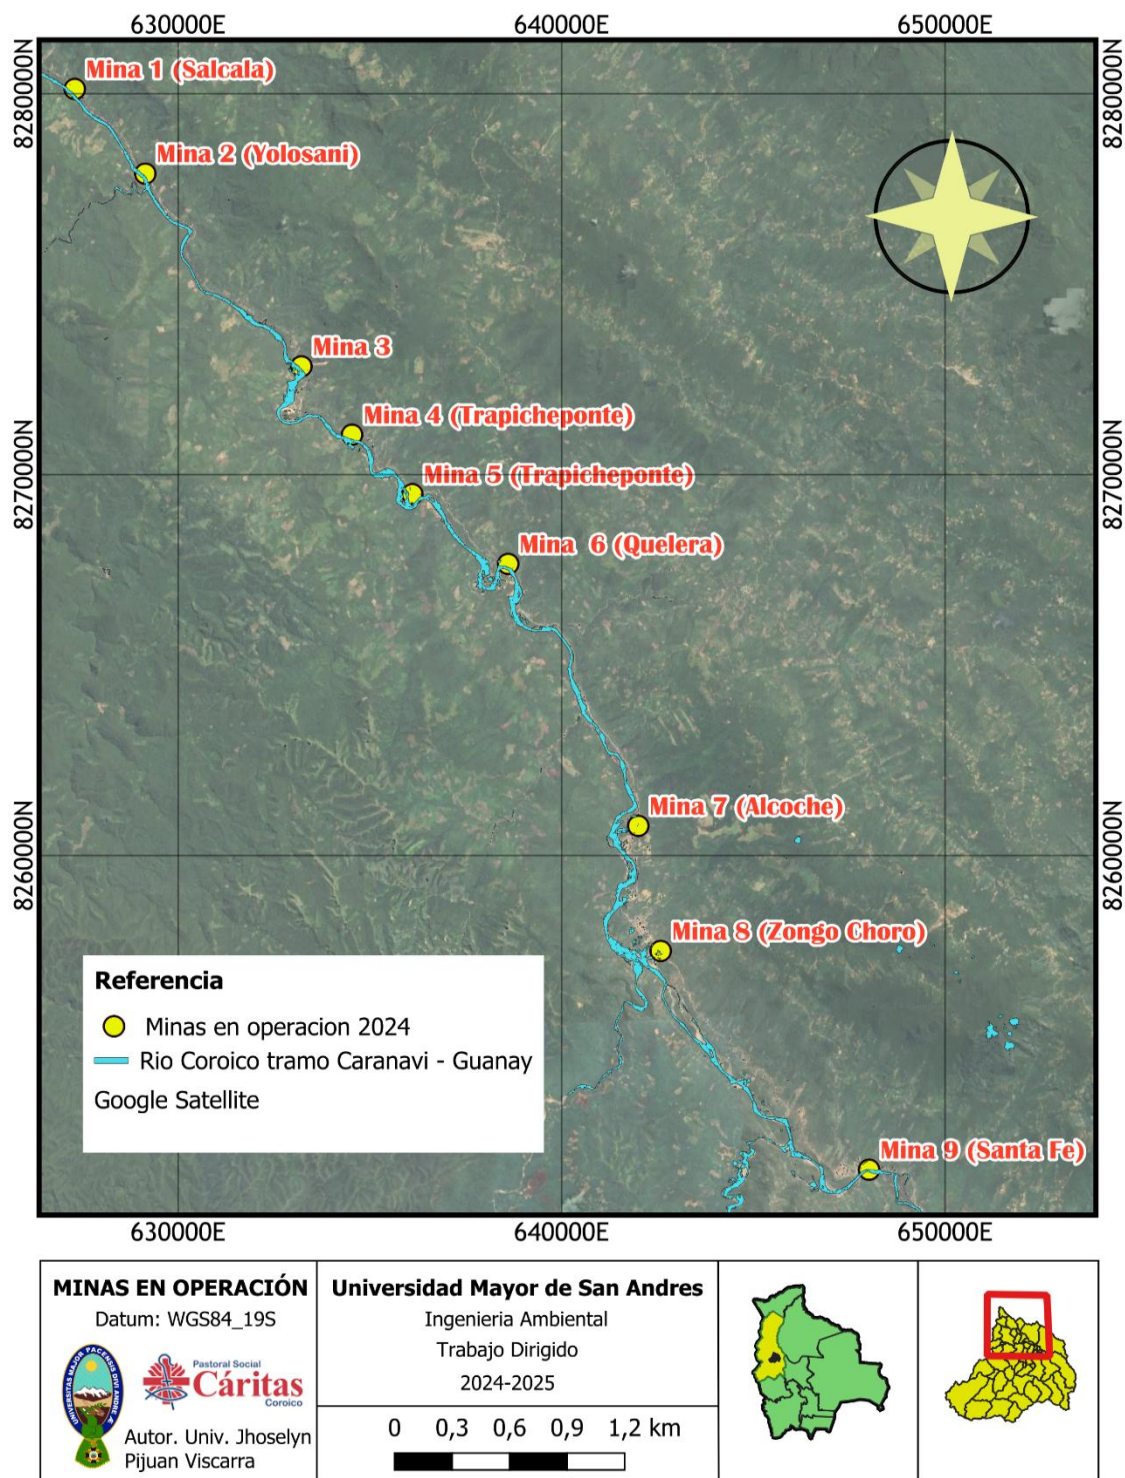 630000E 640000E 650000E
8280000N 8280000N
Mina 1 (Salcala)
Mina 2 (Yolosani)
Mina 3
Mina 4 (Trapicheponte)
8270000N 8270000N
Mina 5 (Trapicheponte)
Mina 6 (Quelera)
Mina 7 (Alcoche)
8260000N 8260000N
Mina 8 (Zongo Choro)
Mina 9 (Santa Fe)
Referencia
Minas en operacion 2024
Rio Coroico tramo Caranavi - Guanay
Google Satellite
630000E 640000E 650000E
MINAS EN OPERACIÓN
Datum: WGS84_19S
Pastoral Social
Cáritas
Coroico
Autor. Univ. Jhoselyn
Pijuan Viscarra
Universidad Mayor de San Andres
Ingenieria Ambiental
Trabajo Dirigido
2024-2025
0 0,3 0,6 0,9 1,2 km